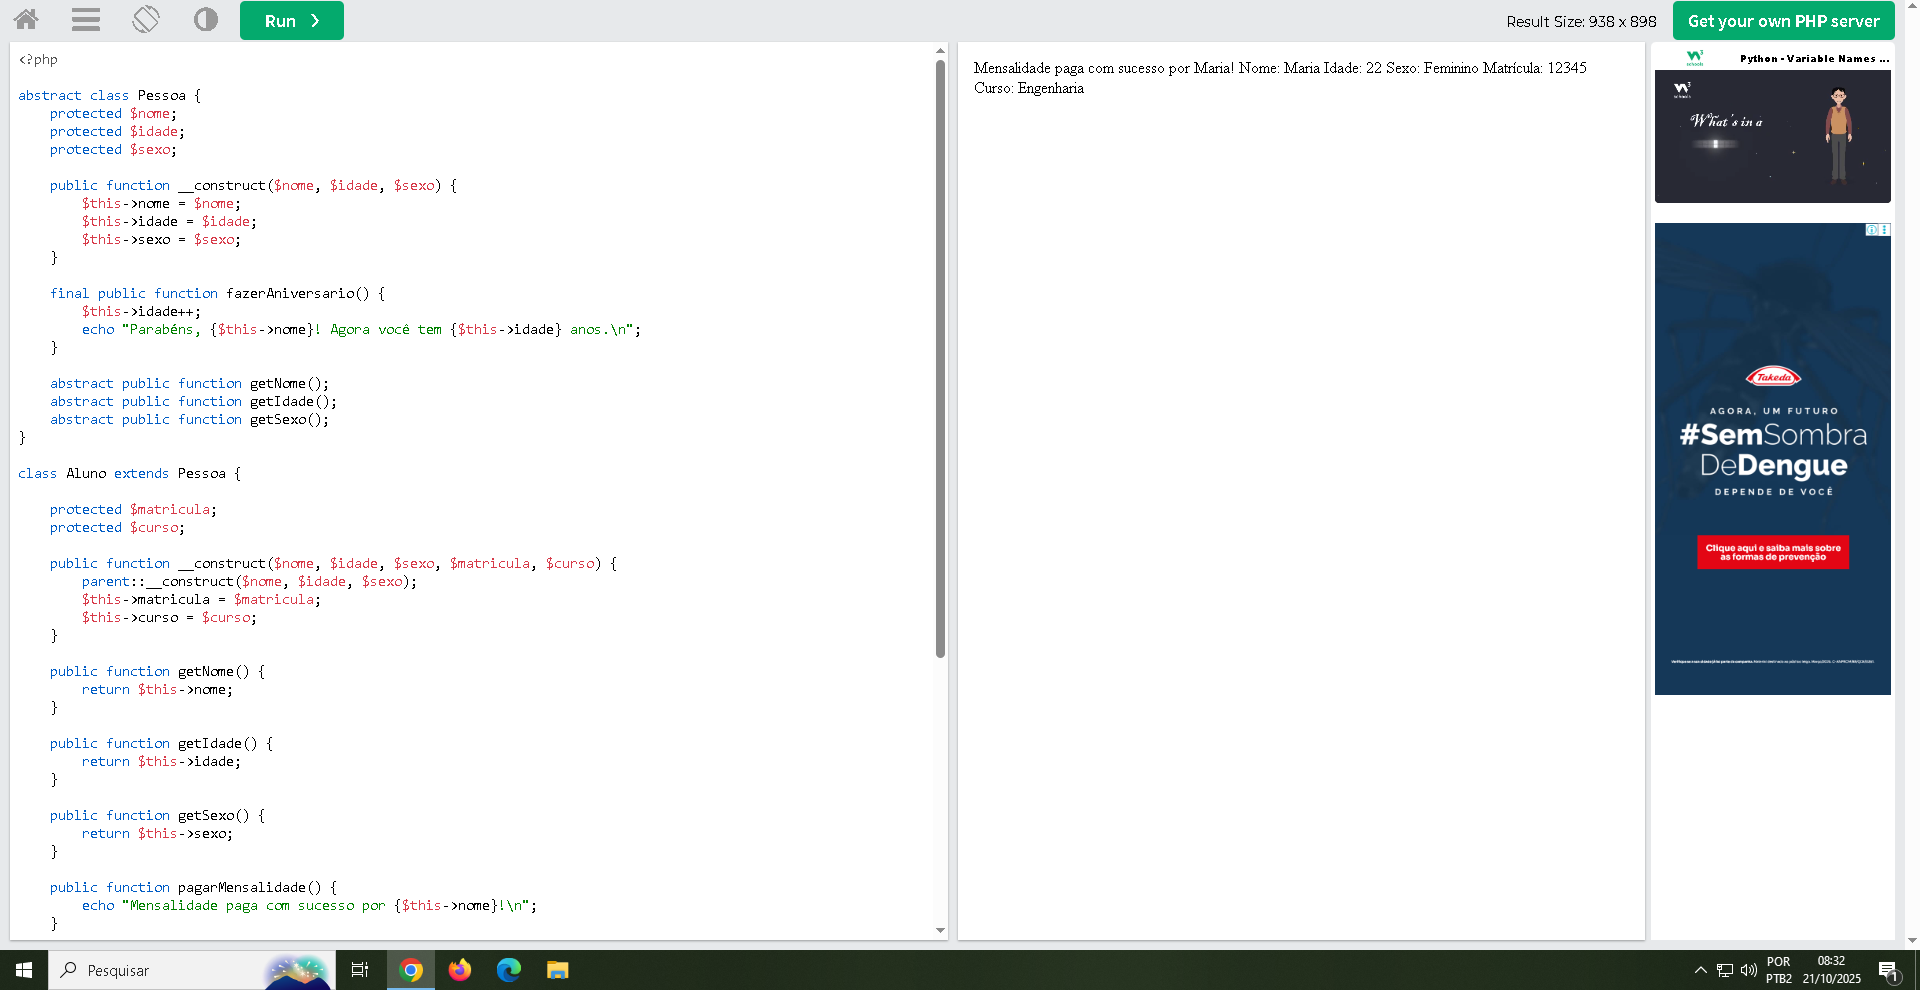 Run
Result Size: 938 x 898
Get your own PHP server
<?php
abstract class Pessoa {
    protected $nome;
    protected $idade;
    protected $sexo;
    public function __construct($nome, $idade, $sexo) {
        $this->nome = $nome;
        $this->idade = $idade;
        $this->sexo = $sexo;
    }
    final public function fazerAniversario() {
        $this->idade++;
        echo "Parabéns, {$this->nome}! Agora você tem {$this->idade} anos.\n";
    }
    abstract public function getNome();
    abstract public function getIdade();
    abstract public function getSexo();
}
class Aluno extends Pessoa {
    protected $matricula;
    protected $curso;
    public function __construct($nome, $idade, $sexo, $matricula, $curso) {
        parent::__construct($nome, $idade, $sexo);
        $this->matricula = $matricula;
        $this->curso = $curso;
    }
    public function getNome() {
        return $this->nome;
    }
    public function getIdade() {
        return $this->idade;
    }
    public function getSexo() {
        return $this->sexo;
    }
    public function pagarMensalidade() {
        echo "Mensalidade paga com sucesso por {$this->nome}!\n";
    }
Mensalidade paga com sucesso por Maria! Nome: Maria Idade: 22 Sexo: Feminino Matrícula: 12345
Curso: Engenharia
Python - Variable Names ...
What's in a
Takeda
AGORA, UM FUTURO
#SemSombra
DeDengue
DEPENDE DE VOCÊ
Clique aqui e saiba mais sobre
as formas de prevenção
Pesquisar
POR
PTB2
08:32
21/10/2025
1